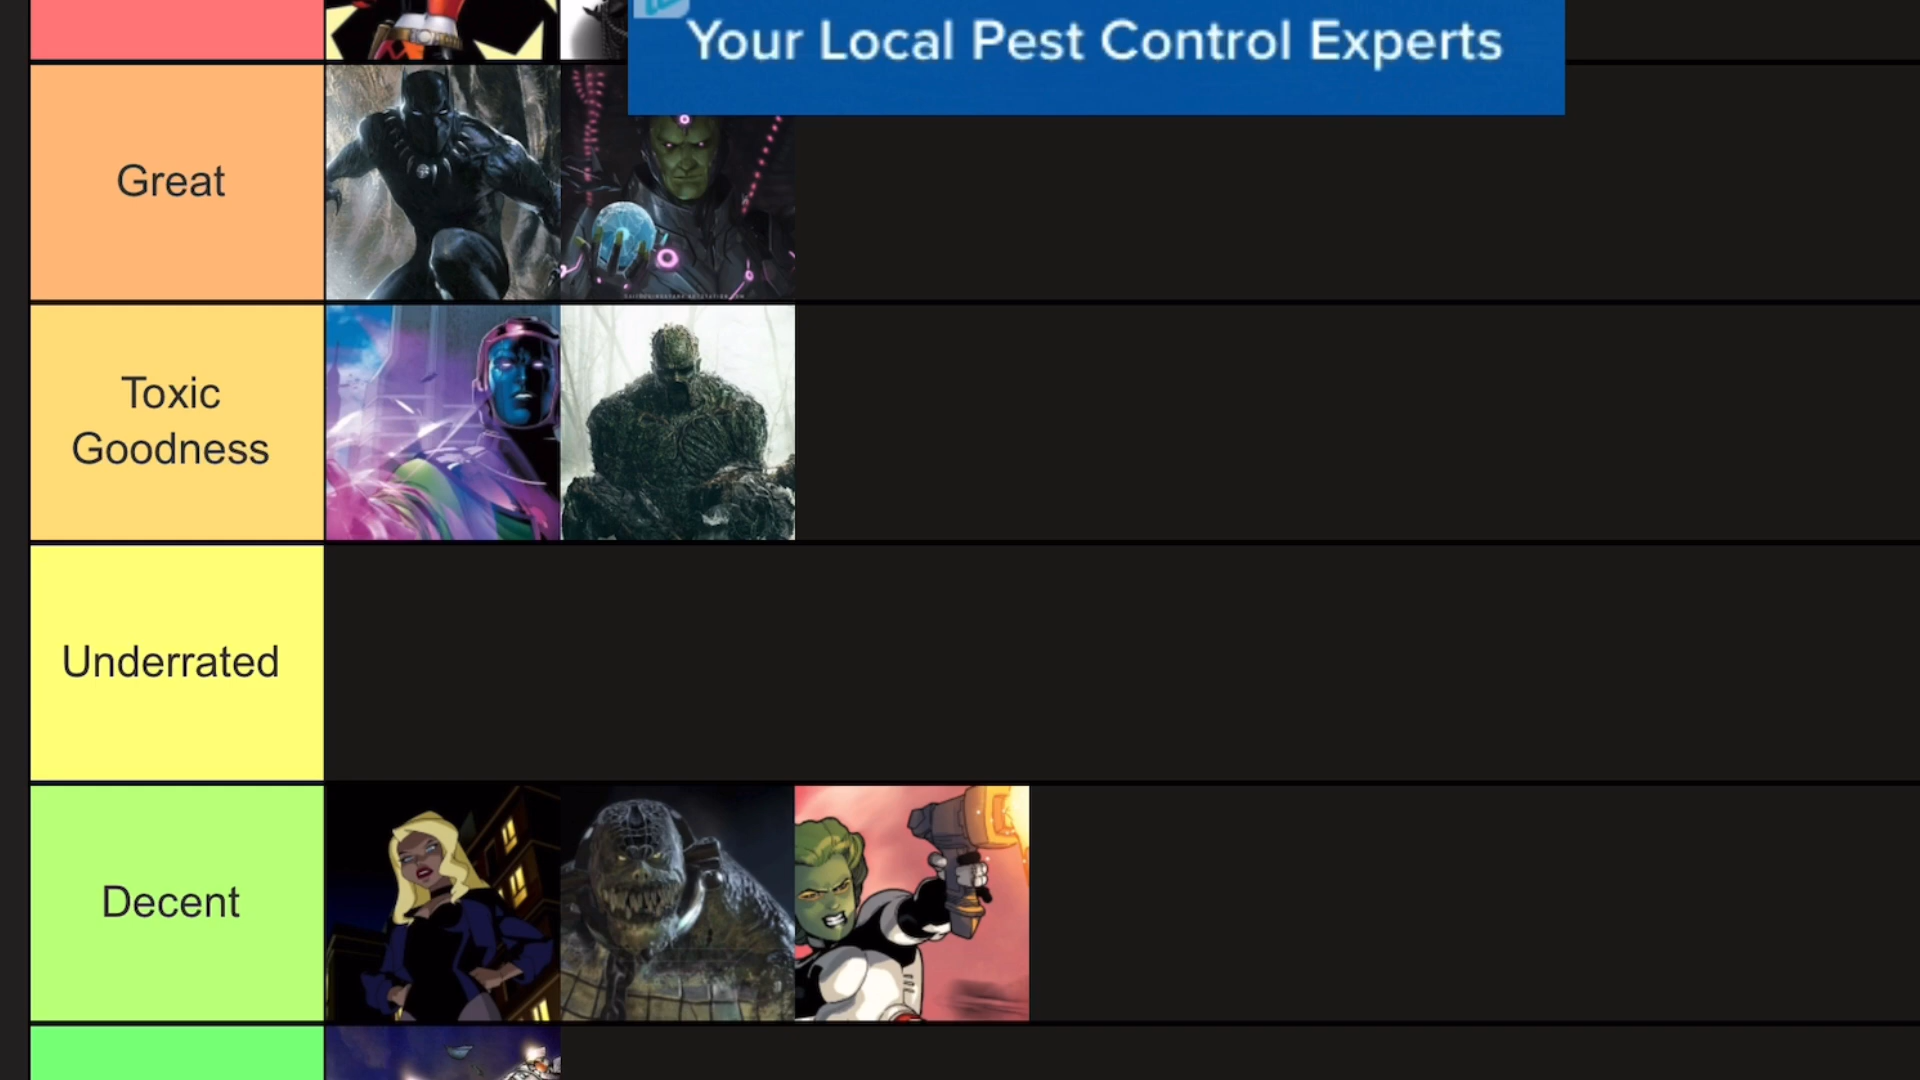 Your Local Pest Control Experts
Great
Toxic
Goodness
Underrated
Decent